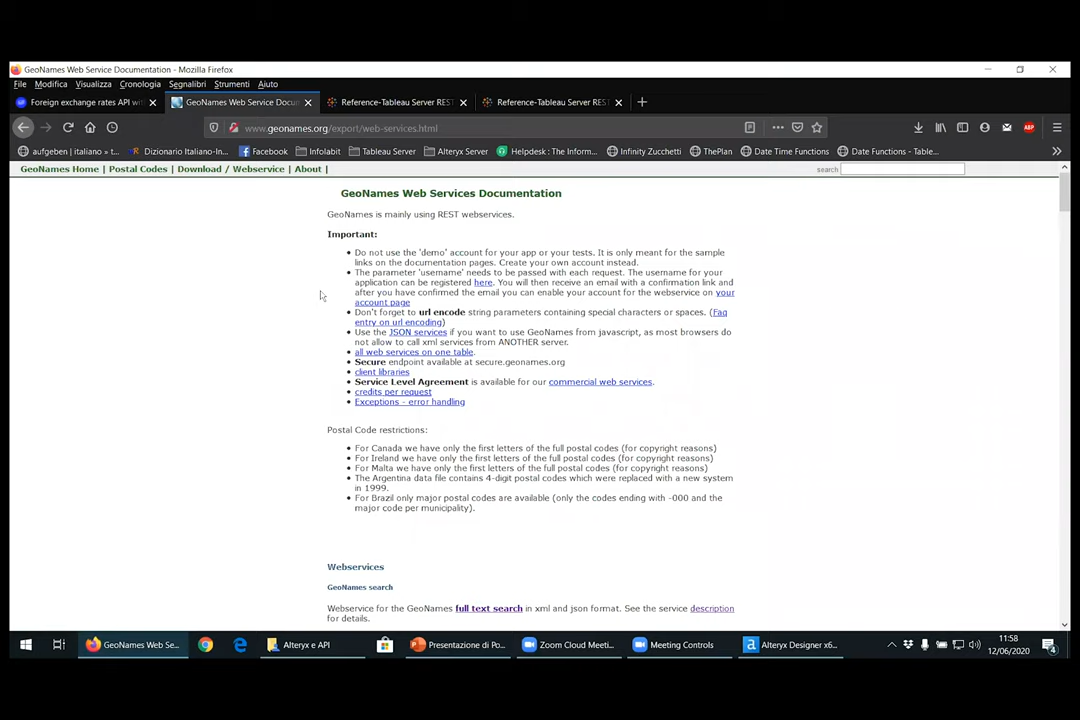 GeoNames Web Service Documentation - Mozilla Firefox
File Modifica Visualizza Cronologia Segnalibri Strumenti Aiuto
Foreign exchange rates API wit
GeoNames Web Service Docu
Reference-Tableau Server REST
Reference-Tableau Server REST
www.geonames.org/export/web-services.html
ABP
aufgeben | italiano » t... Dizionario Italiano-In... Facebook Infolabit Tableau Server Alteryx Server Helpdesk : The Inform... Infinity Zucchetti ThePlan Date Time Functions Date Functions - Table...
GeoNames Home | Postal Codes | Download / Webservice | About |
search
GeoNames Web Services Documentation
GeoNames is mainly using REST webservices.
Important:
• Do not use the 'demo' account for your app or your tests. It is only meant for the sample
links on the documentation pages. Create your own account instead.
• The parameter 'username' needs to be passed with each request. The username for your
application can be registered here. You will then receive an email with a confirmation link and
after you have confirmed the email you can enable your account for the webservice on your
account page
• Don't forget to url encode string parameters containing special characters or spaces. (Faq
entry on url encoding)
• Use the JSON services if you want to use GeoNames from javascript, as most browsers do
not allow to call xml services from ANOTHER server.
• all web services on one table.
• Secure endpoint available at secure.geonames.org
• client libraries
• Service Level Agreement is available for our commercial web services.
• credits per request
• Exceptions - error handling
Postal Code restrictions:
• For Canada we have only the first letters of the full postal codes (for copyright reasons)
• For Ireland we have only the first letters of the full postal codes (for copyright reasons)
• For Malta we have only the first letters of the full postal codes (for copyright reasons)
• The Argentina data file contains 4-digit postal codes which were replaced with a new system
in 1999.
• For Brazil only major postal codes are available (only the codes ending with -000 and the
major code per municipality).
Webservices
GeoNames search
Webservice for the GeoNames full text search in xml and json format. See the service description
for details.
GeoNames Web Se... Alteryx e API Presentazione di Po... Zoom Cloud Meeti... Meeting Controls Alteryx Designer x6...
11:58
12/06/2020
4